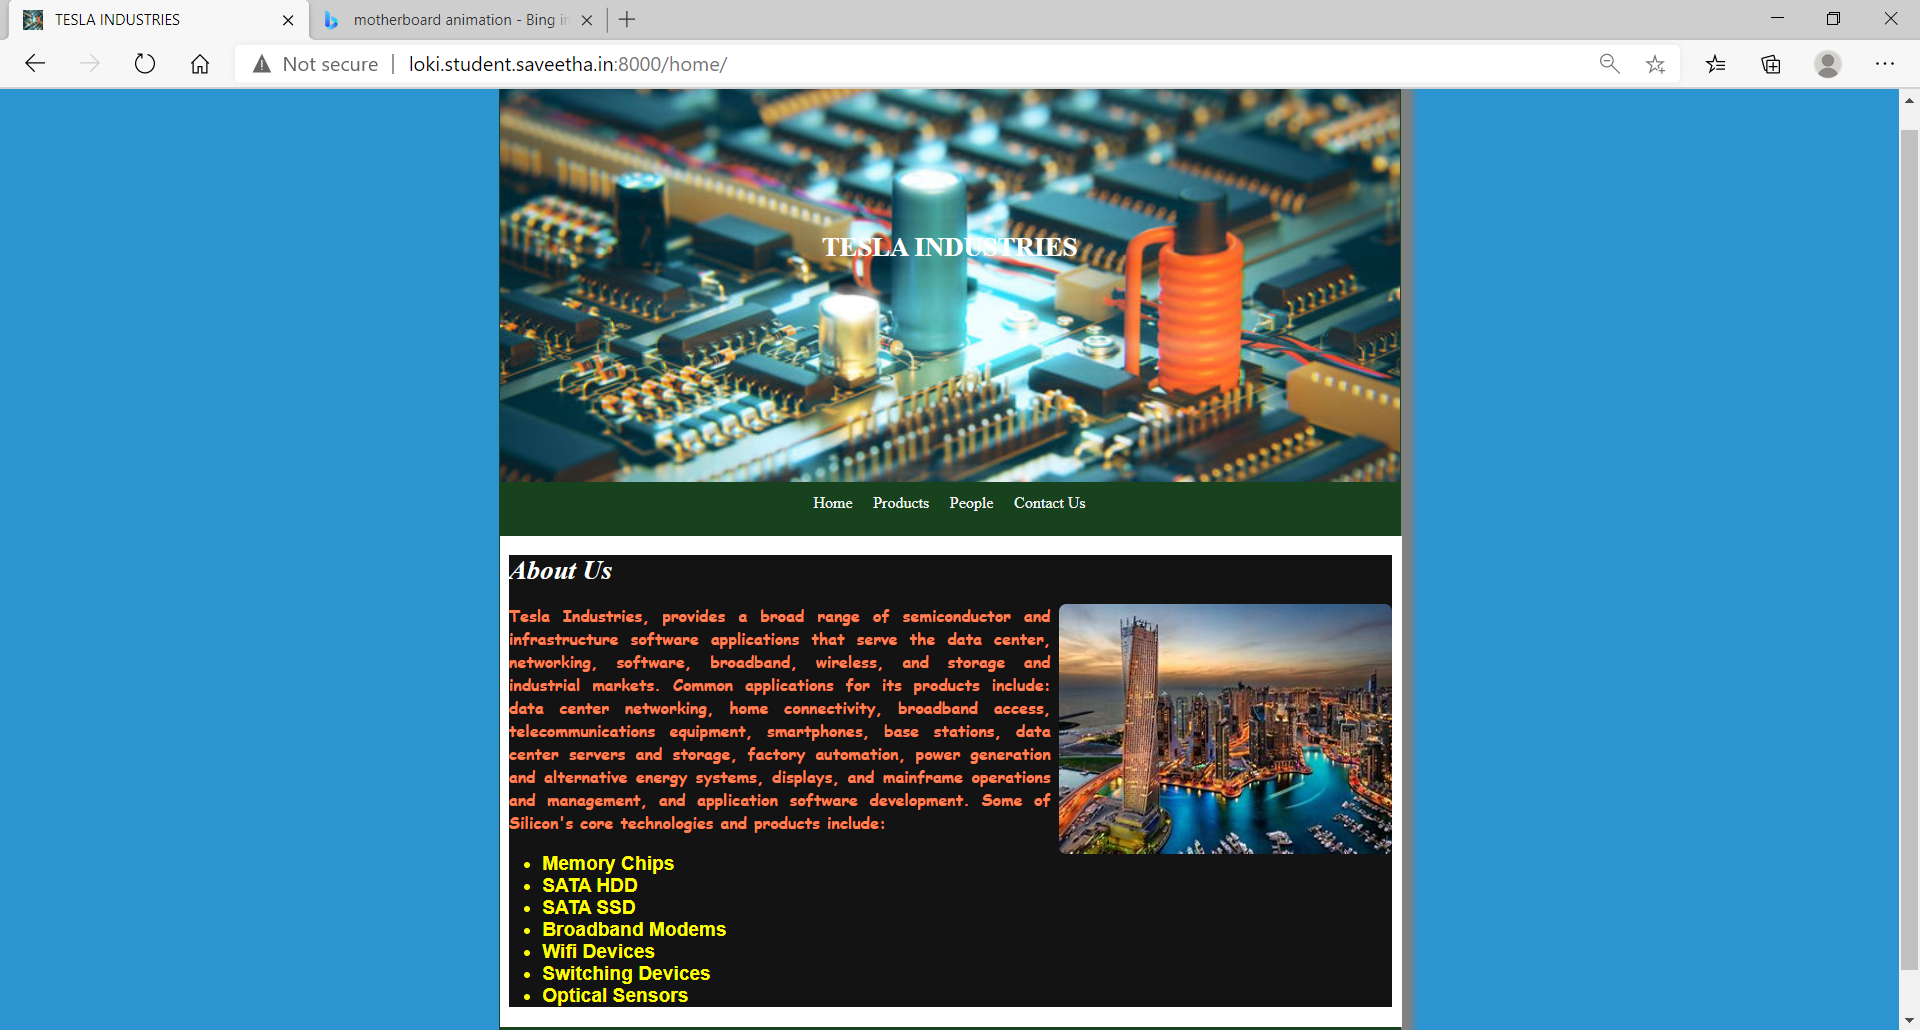 TESLA INDUSTRIES
motherboard animation - Bing i
Not secure | loki.student.saveetha.in:8000/home/
TESLA INDUSTRIES
Home Products People Contact Us
About Us
Tesla Industries, provides a broad range of semiconductor and
infrastructure software applications that serve the data center,
networking, software, broadband, wireless, and storage and
industrial markets. Common applications for its products include:
data center networking, home connectivity, broadband access,
telecommunications equipment, smartphones, base stations, data
center servers and storage, factory automation, power generation
and alternative energy systems, displays, and mainframe operations
and management, and application software development. Some of
Silicon's core technologies and products include:
Memory Chips
SATA HDD
SATA SSD
Broadband Modems
Wifi Devices
Switching Devices
Optical Sensors